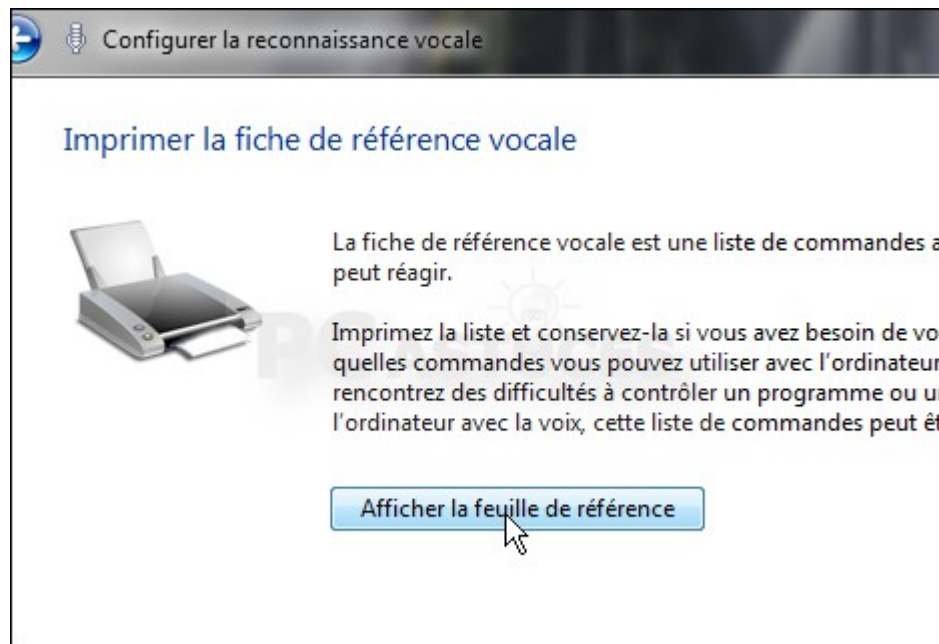 Configurer la reconnaissance vocale
Imprimer la fiche de référence vocale
La fiche de référence vocale est une liste de commandes
peut réagir.
PC ASTUCES
Imprimez la liste et conservez-la si vous avez besoin de
quelles commandes vous pouvez utiliser avec l'ordinateur
rencontrez des difficultés à contrôler un programme ou
l'ordinateur avec la voix, cette liste de commandes peut
Afficher la feuille de référence